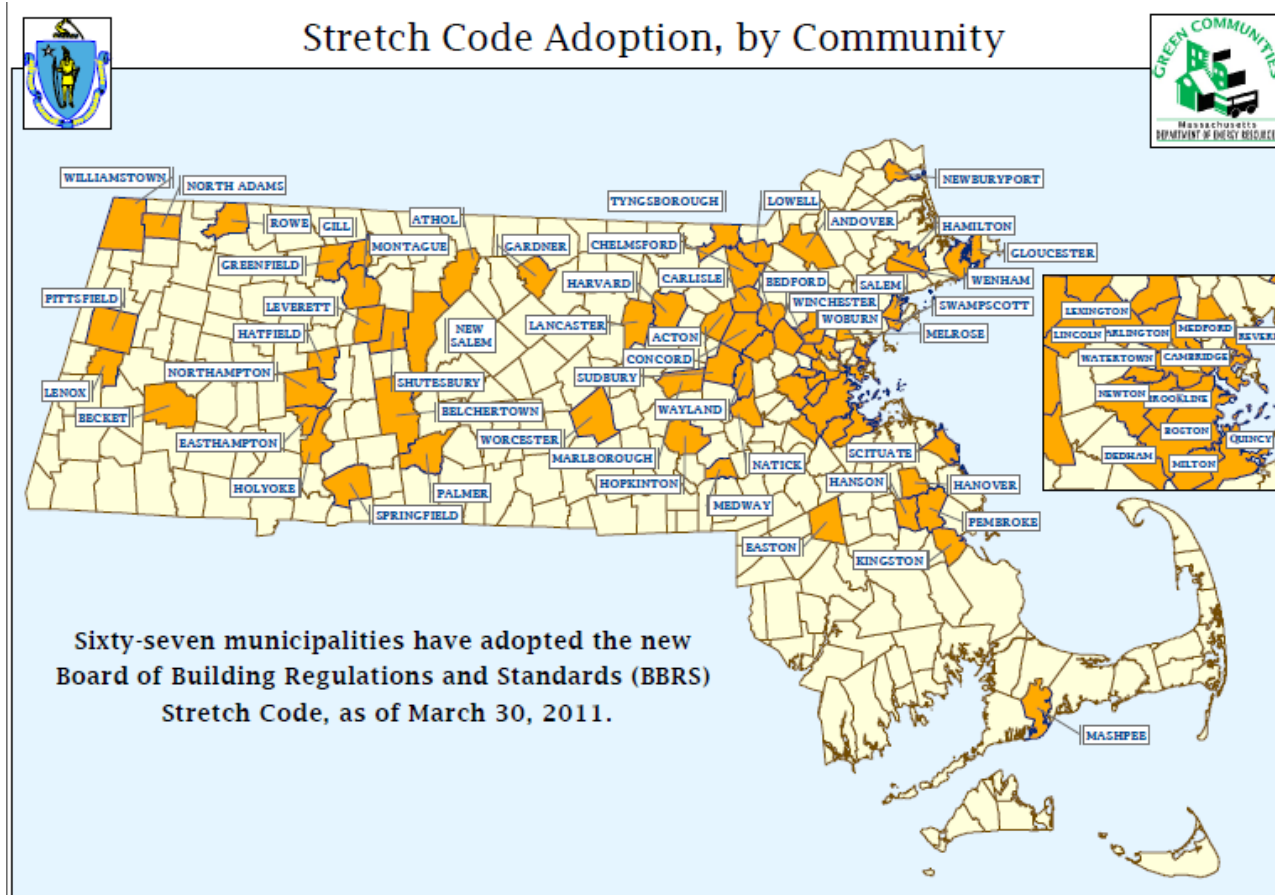 Stretch Code Adoption, by Community
GREEN COMMUNITIES
Massachusetts
DEPARTMENT OF ENERGY RESOURCE
WILLIAMSTOWN
NORTH ADAMS
ROWE
GILL
ATHOL
MONTAGUE
GREENFIELD
GARDNER
TYNGSBOROUGH
LOWELL
NEWBURYPORT
ANDOVER
HAMILTON
CHELMSFORD
GLOUCESTER
HARVARD
CARLISLE
BEDFORD
SALEM
WENHAM
PITTSFIELD
LEVERETT
WINCHESTER
SWAMPSCOTT
HATFIELD
NEW
SALEM
LANCASTER
ACTON
WOBURN
MELROSE
CONCORD
NORTHAMPTON
SUDBURY
SHUTESBURY
LENOX
BECKET
BELCHERTOWN
WAYLAND
EASTHAMPTON
WORCESTER
MARLBOROUGH
NATICK
SCITUATE
HOLYOKE
PALMER
HOPKINTON
HANSON
HANOVER
SPRINGFIELD
MEDWAY
PEMBROKE
EASTON
KINGSTON
LEXINGTON
LINCOLN
ARLINGTON
MEDFORD
REVERE
WATERTOWN
CAMBRIDGE
NEWTON
BROOKLINE
BOSTON
QUINCY
DEDHAM
MILTON
Sixty-seven municipalities have adopted the new
Board of Building Regulations and Standards (BBRS)
Stretch Code, as of March 30, 2011.
MASHPEE